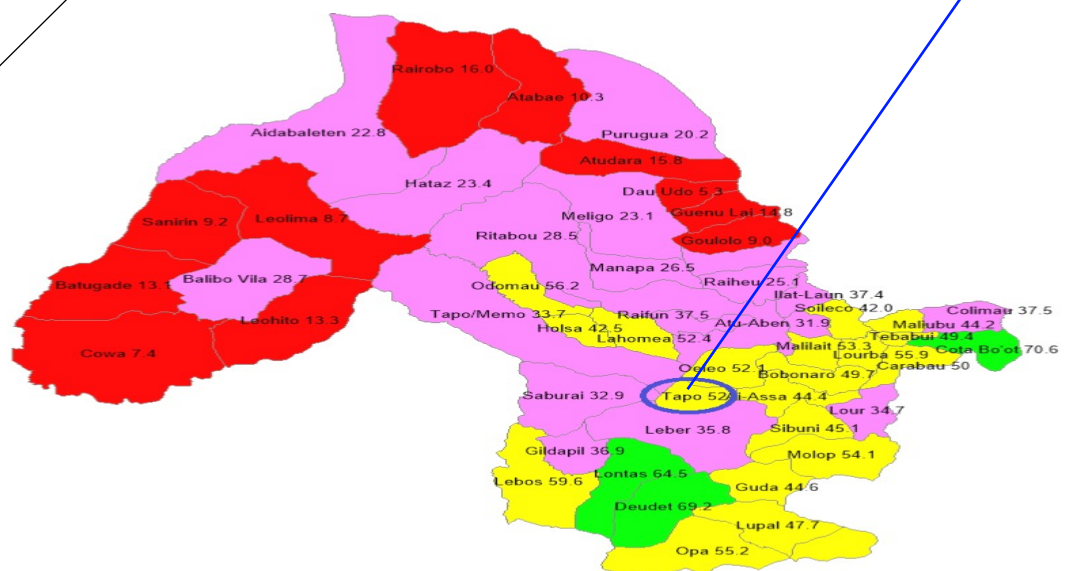 Rairobo 16.0
Atabae 10.3
Aidabaleten 22.8
Purugua 20.2
Atudara 15.8
Hataz 23.4
Dau Udo 5.3
Sanirin 9.2
Leolima 8.7
Meligo 23.1
Guenu Lai 14.8
Ritabou 28.5
Goulolo 9.0
Manapa 26.5
Balibo Vila 28.7
Raiheu 25.1
Batugade 13.1
Odomau 56.2
Ilat-Laun 37.4
Soileco 42.0
Colimau 37.5
Tapo/Memo 33.7
Raifun 37.5
Leohito 13.3
Atu-Aben 31.9
Maliubu 44.2
Holsa 42.5
Lahomea 52.4
Tebabui 49.4
Malilait 53.3
Cota Bo'ot 70.6
Cowa 7.4
Lourba 55.9
Oeleo 52.1
Carabau 50
Bobonaro 49.7
Saburai 32.9
Tapo 52
i-Assa 44.4
Lour 34.7
Leber 35.8
Sibuni 45.1
Gildapil 36.9
Molop 54.1
Lontas 64.5
Lebos 59.6
Guda 44.6
Deudet 69.2
Lupal 47.7
Opa 55.2